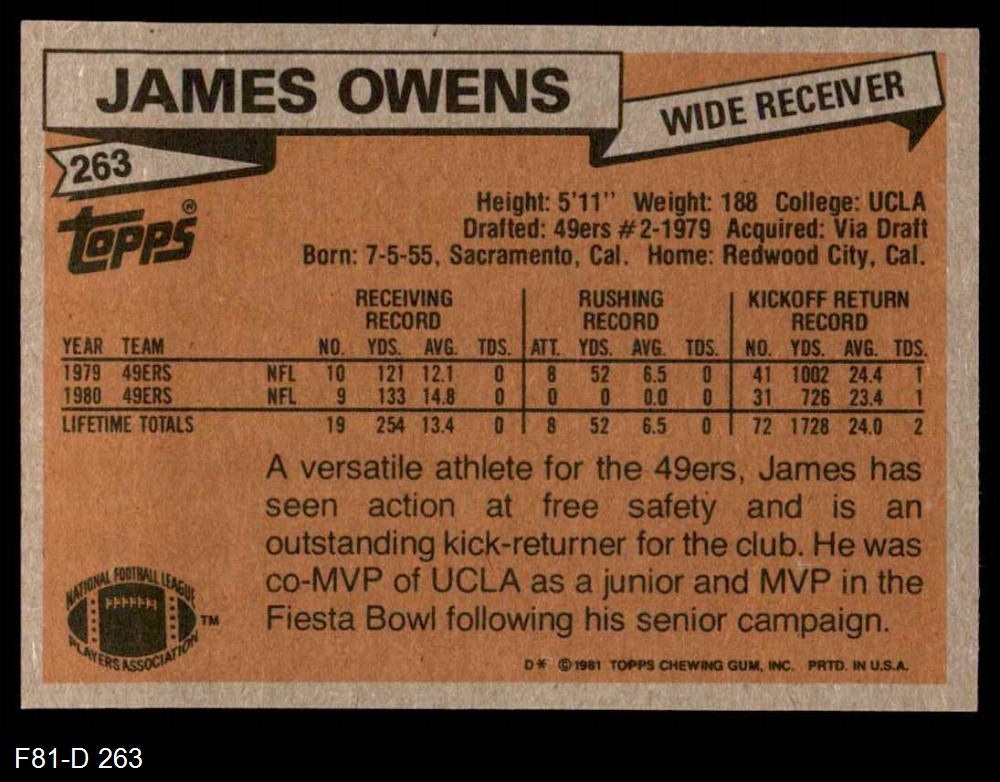 JAMES OWENS
WIDE RECEIVER
263
Topps®
Height: 5'11" Weight: 188 College: UCLA
Drafted: 49ers #2-1979 Acquired: Via Draft
Born: 7-5-55, Sacramento, Cal. Home: Redwood City, Cal.
RECEIVING RECORD RUSHING RECORD KICKOFF RETURN RECORD
YEAR TEAM NO. YDS. AVG. TDS. ATT. YDS. AVG. TDS. NO. YDS. AVG. TDS.
1979 49ERS NFL 10 121 12.1 0 8 52 6.5 0 41 1002 24.4 1
1980 49ERS NFL 9 133 14.8 0 0 0 0.0 0 31 726 23.4 1
LIFETIME TOTALS 19 254 13.4 0 8 52 6.5 0 72 1728 24.0 2
A versatile athlete for the 49ers, James has
seen action at free safety and is an
outstanding kick-returner for the club. He was
co-MVP of UCLA as a junior and MVP in the
Fiesta Bowl following his senior campaign.
NATIONAL FOOTBALL LEAGUE
PLAYERS ASSOCIATION
TM
D* ©1981 TOPPS CHEWING GUM, INC. PRTD. IN U.S.A.
F81-D 263